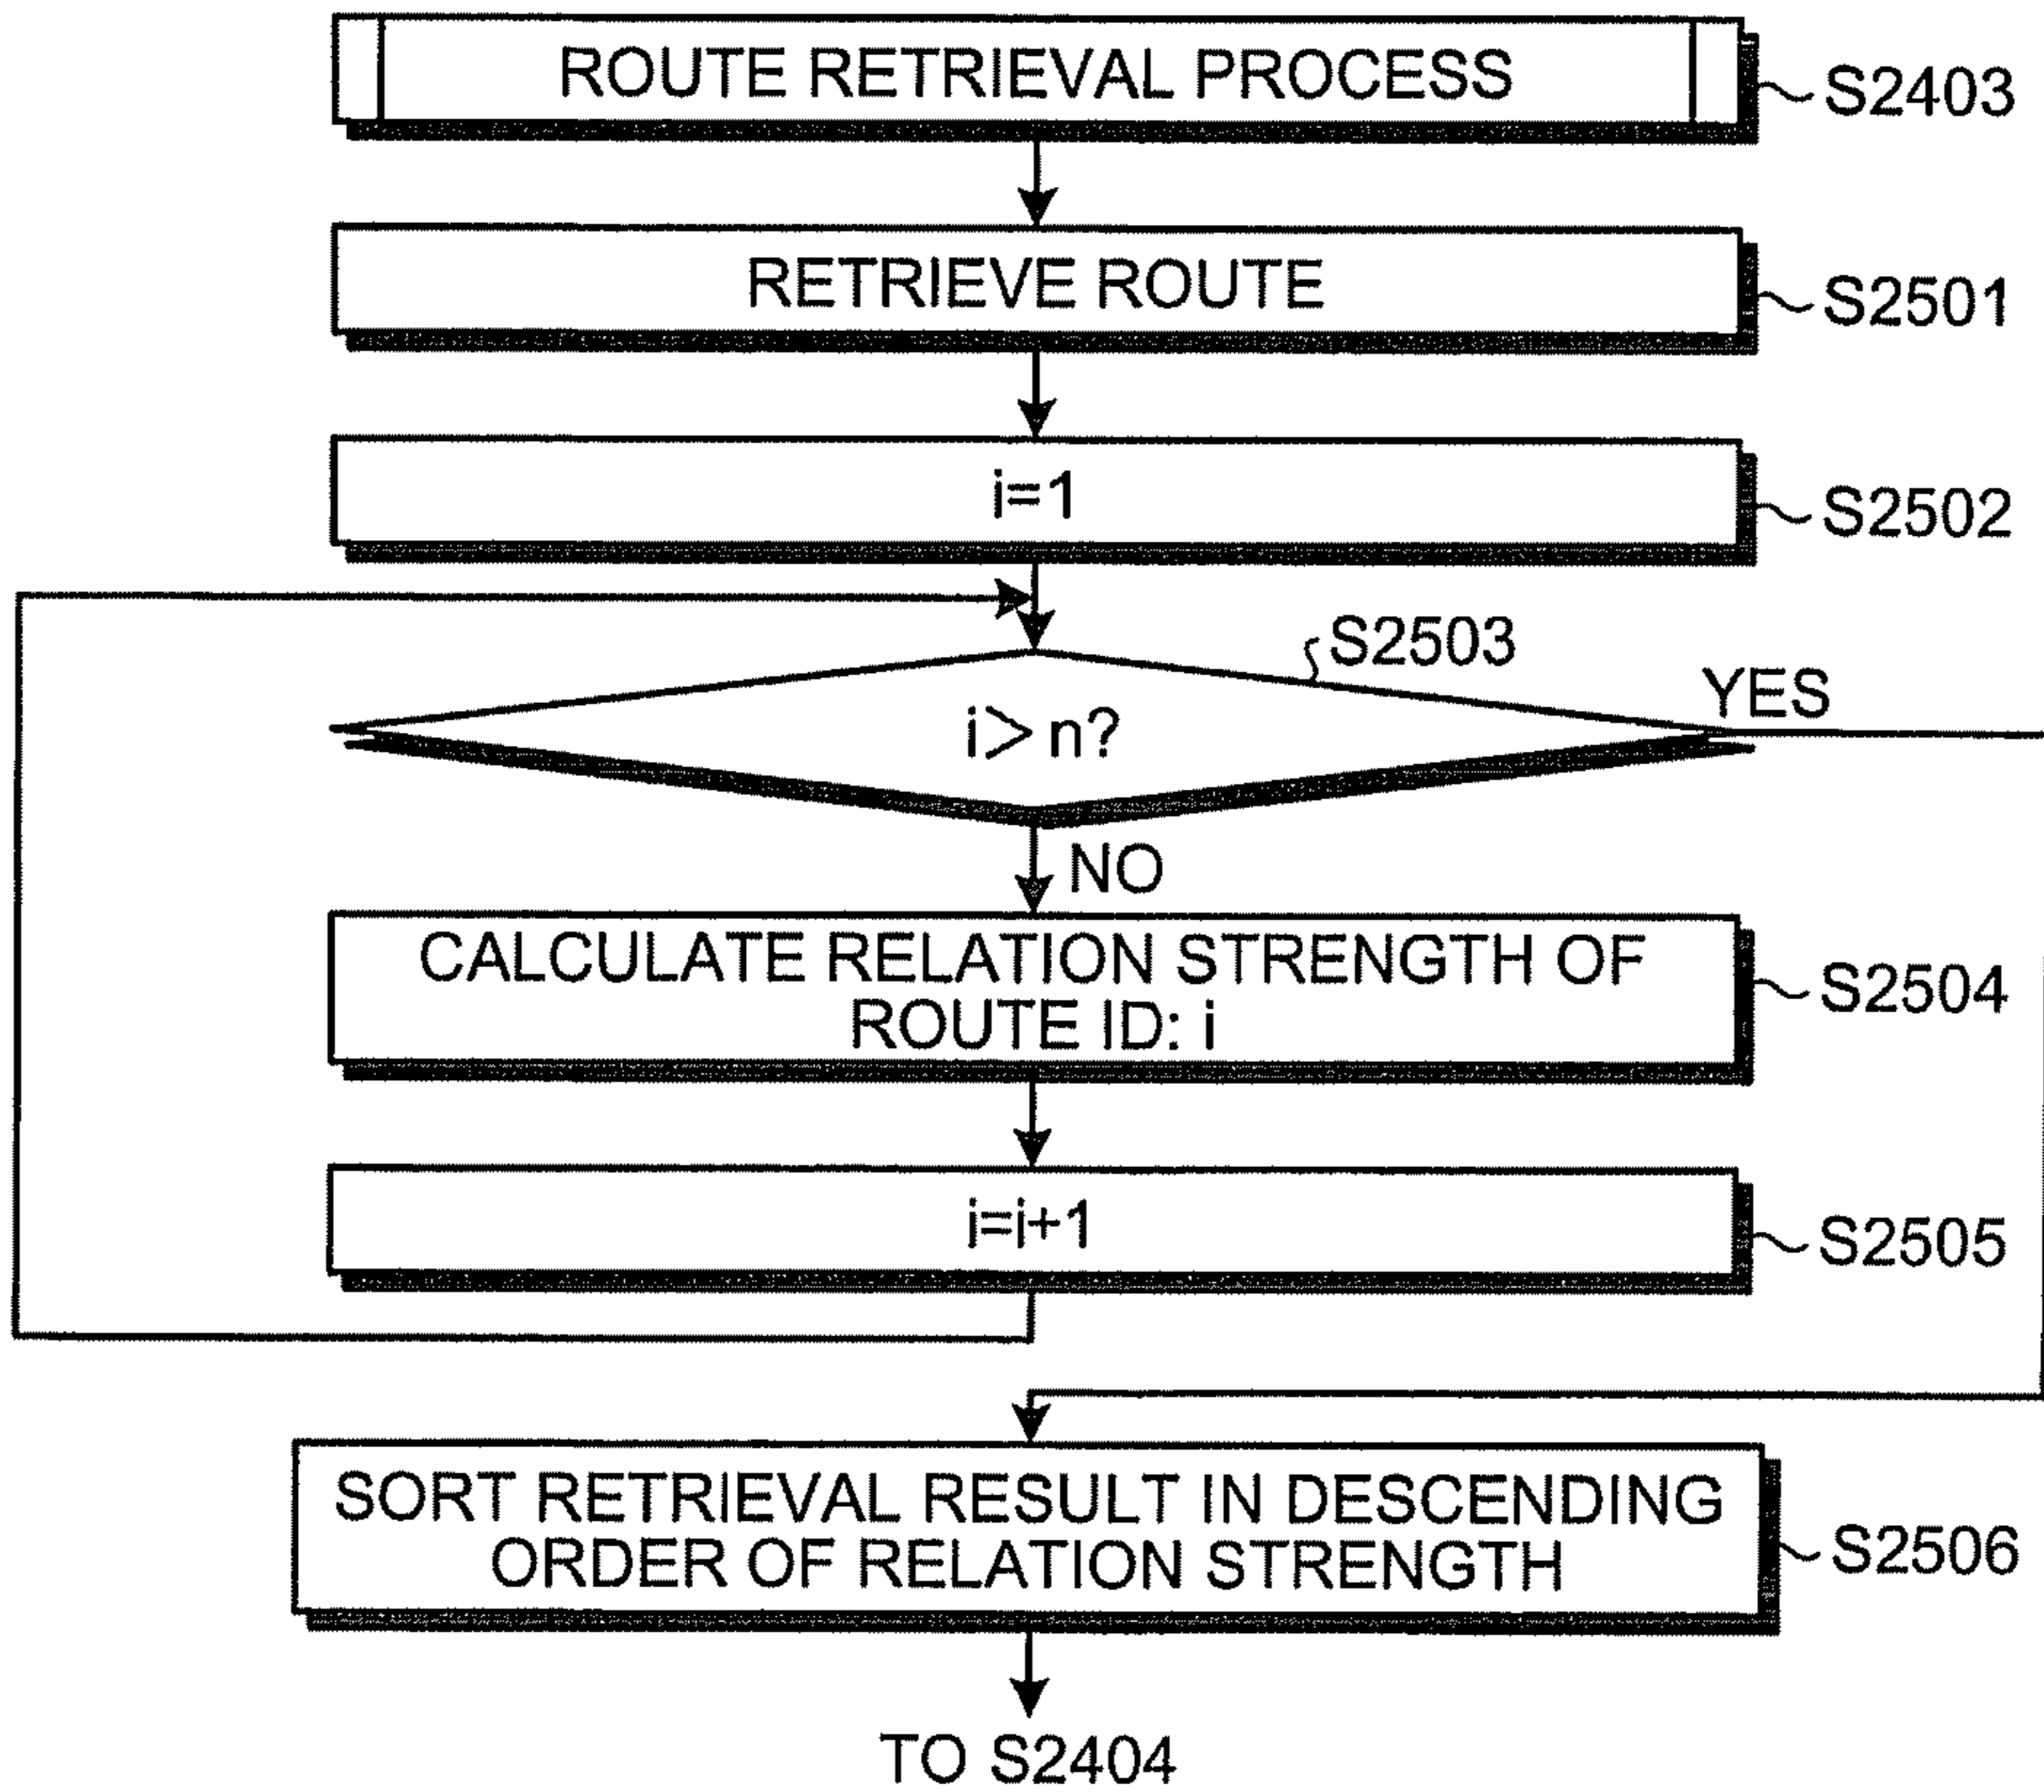 ROUTE RETRIEVAL PROCESS
S2403
RETRIEVE ROUTE
S2501
i=1
S2502
S2503
i>n?
YES
NO
CALCULATE RELATION STRENGTH OF
ROUTE ID: i
S2504
i=i+1
S2505
SORT RETRIEVAL RESULT IN DESCENDING
ORDER OF RELATION STRENGTH
S2506
TO S2404